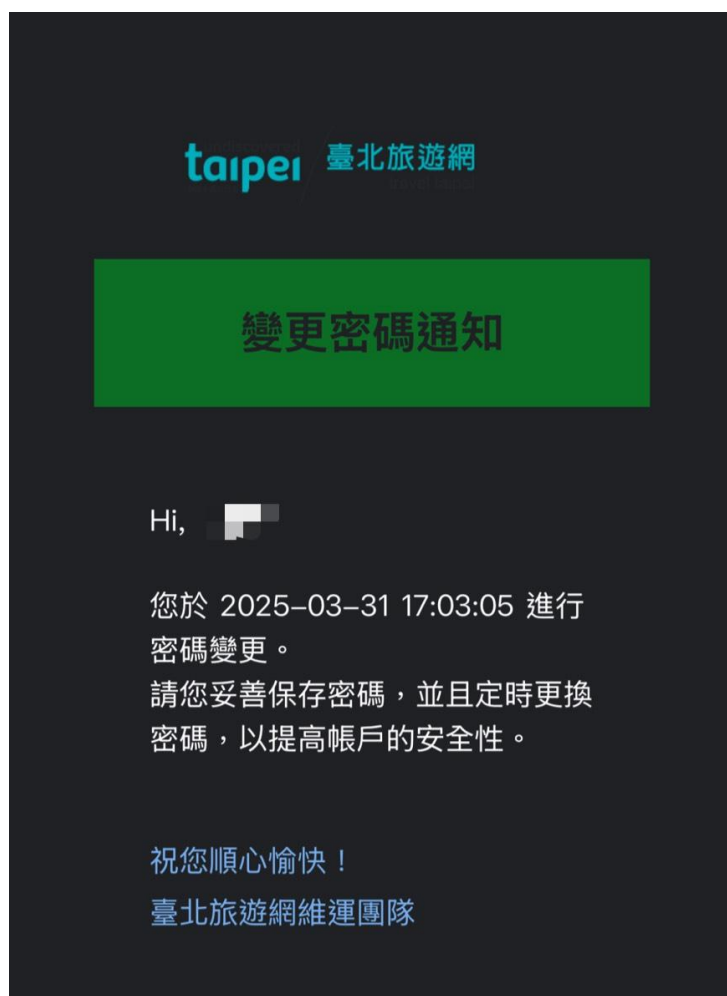 taipei 臺北旅遊網
變更密碼通知
Hi,
您於 2025-03-31 17:03:05 進行
密碼變更。
請您妥善保存密碼，並且定時更換
密碼，以提高帳戶的安全性。
祝您順心愉快！
臺北旅遊網維運團隊